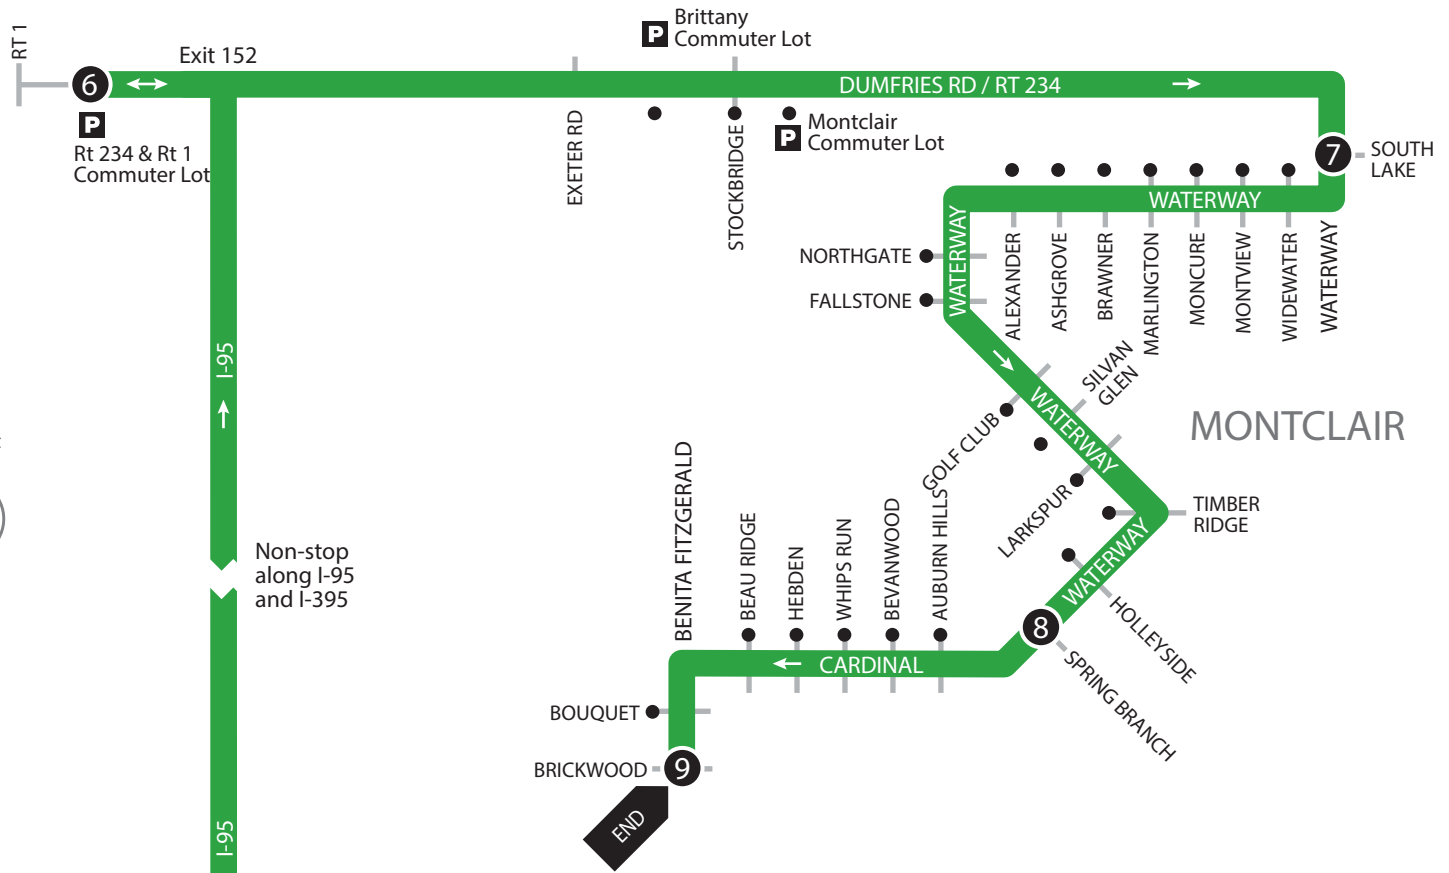 RT 1
Exit 152
6
P
Rt 234 & Rt 1
Commuter Lot
P
Brittany
Commuter Lot
DUMFRIES RD / RT 234
EXETER RD
STOCKBRIDGE
P
Montclair
Commuter Lot
7
SOUTH
LAKE
WATERWAY
WATERWAY
NORTHGATE
FALLSTONE
ALEXANDER
ASHGROVE
BRAWNER
MARLINGTON
MONCURE
MONTVIEW
WIDEWATER
WATERWAY
I-95
SILVAN
GLEN
WATERWAY
GOLF CLUB
LARKSPUR
MONTCLAIR
TIMBER
RIDGE
WATERWAY
HOLLEYSIDE
8
SPRING BRANCH
Non-stop
along I-95
and I-395
BENITA FITZGERALD
BEAU RIDGE
HEBDEN
WHIPS RUN
BEVANWOOD
AUBURN HILLS
CARDINAL
BOUQUET
BRICKWOOD
9
END
I-95